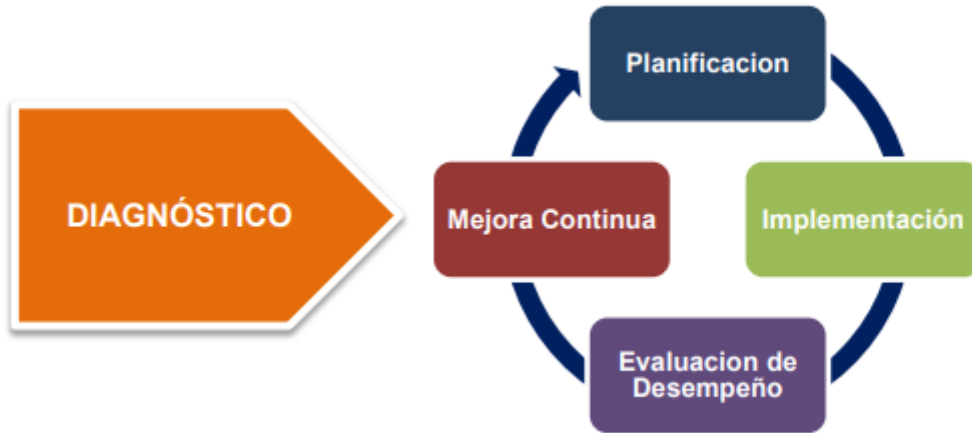 DIAGNÓSTICO
Planificacion
Implementación
Evaluacion de
Desempeño
Mejora Continua